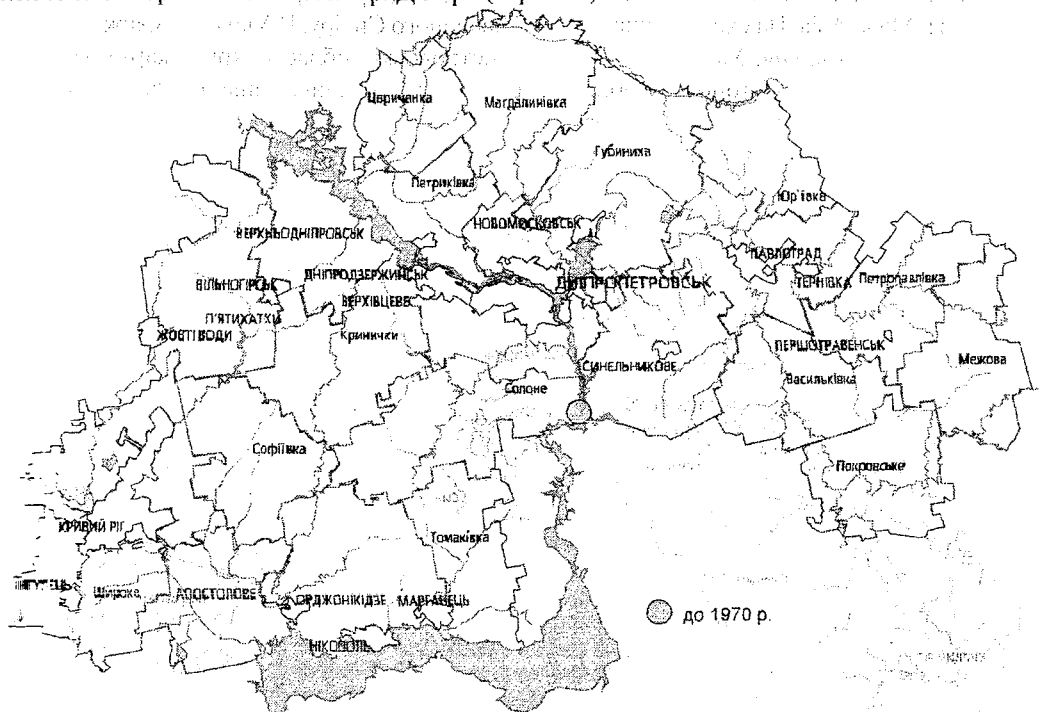 Царичанка
Магдалинівка
Губиниха
Петриківка
Юр'ївка
НОВОМОСКОВСЬК
ВЕРХНЬОДНІПРОВСЬК
ПАВЛОГРАД
ДНІПРОДЗЕРЖИНСЬК
ДНІПРОПЕТРОВСЬК
ТЕРНІВКА
Петропавлівка
ВІЛЬНОГІРСЬК
ВЕРХІВЦЕВЕ
П'ЯТИХАТКИ
ЖОВТІ ВОДИ
Кринички
ПЕРШОТРАВЕНСЬК
Межова
СИНЕЛЬНИКОВЕ
Васильківка
Солоне
Софіївка
Покровське
КРИВИЙ РІГ
Томаківка
Широке
АПОСТОЛОВЕ
ОРДЖОНІКІДЗЕ
МАРГАНЕЦЬ
до 1970 р.
НІКОПОЛЬ